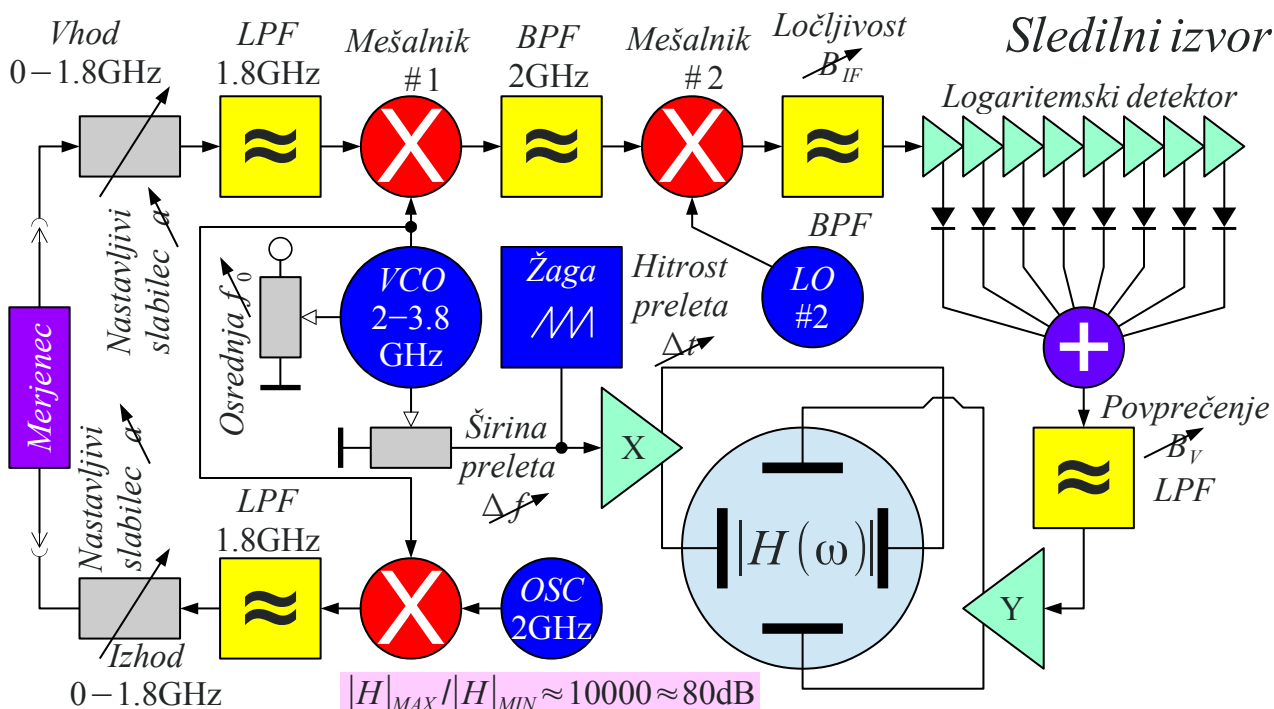 Sledilni izvor
Vhod
0−1.8GHz
LPF
1.8GHz
Mešalnik
#1
BPF
2GHz
Mešalnik
#2
Ločljivost
B_IF
Logaritemski detektor
Nastavljivi
slabilec a
Merjenec
Osrednja f_0
VCO
2−3.8
GHz
Žaga
Hitrost
preleta
Δt
BPF
LO
#2
Širina
preleta
Δf
X
|H(ω)|
Y
Povprečenje
B_V
LPF
Nastavljivi
slabilec a
Izhod
0−1.8GHz
LPF
1.8GHz
OSC
2GHz
|H|_MAX/|H|_MIN≈10000≈80dB